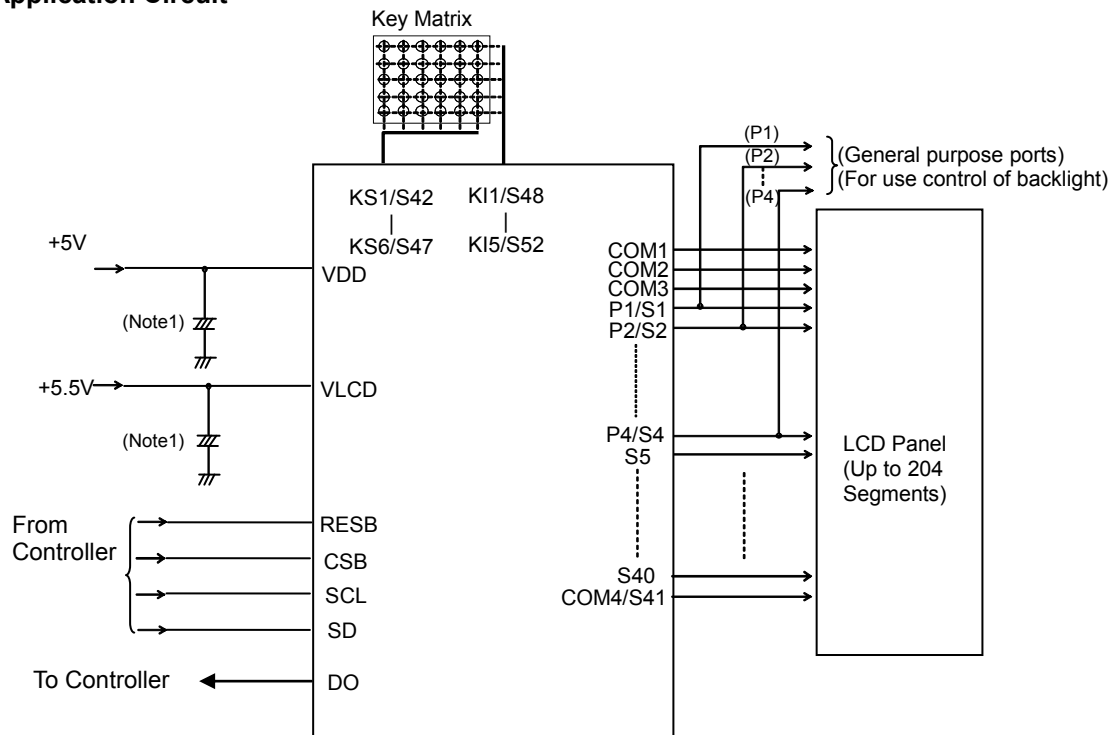 Application Circuit
Key Matrix
(P1)
(P2)
(P4)
(General purpose ports)
(For use control of backlight)
KS1/S42
KS6/S47
KI1/S48
KI5/S52
+5V
VDD
(Note1)
+5.5V
VLCD
(Note1)
From
Controller
RESB
CSB
SCL
SD
To Controller
DO
COM1
COM2
COM3
P1/S1
P2/S2
P4/S4
S5
S40
COM4/S41
LCD Panel
(Up to 204
Segments)